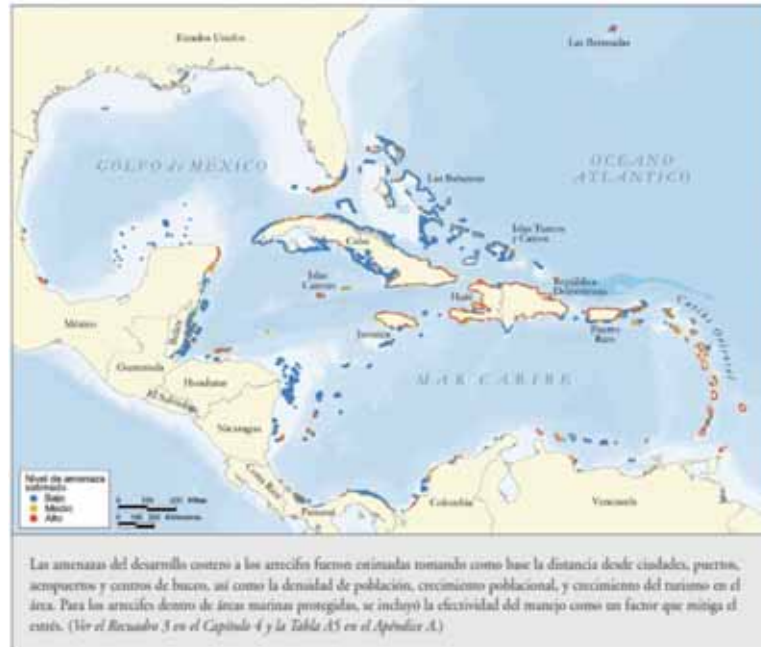 Estados Unidos
Las Bermudas
GOLFO de MÉXICO
OCEANO
ATLANTICO
Las Bahamas
Islas Turcos
y Caicos
Cuba
Islas
Caimán
Haití
República
Dominicana
México
Belice
Jamaica
Puerto
Rico
Caribe Oriental
Guatemala
Honduras
El Salvador
MAR CARIBE
Nicaragua
Costa Rica
Panamá
Colombia
Venezuela
Nivel de amenaza
estimado
Bajo
Medio
Alto
Las amenazas del desarrollo costero a los arrecifes fueron estimadas tomando como base la distancia desde ciudades, puertos,
aeropuertos y centros de buceo, así como la densidad de población, crecimiento poblacional, y crecimiento del turismo en el
área. Para los arrecifes dentro de áreas marinas protegidas, se incluyó la efectividad del manejo como un factor que mitiga el
estrés. (Ver el Recuadro 3 en el Capítulo 4 y la Tabla A5 en el Apéndice A.)